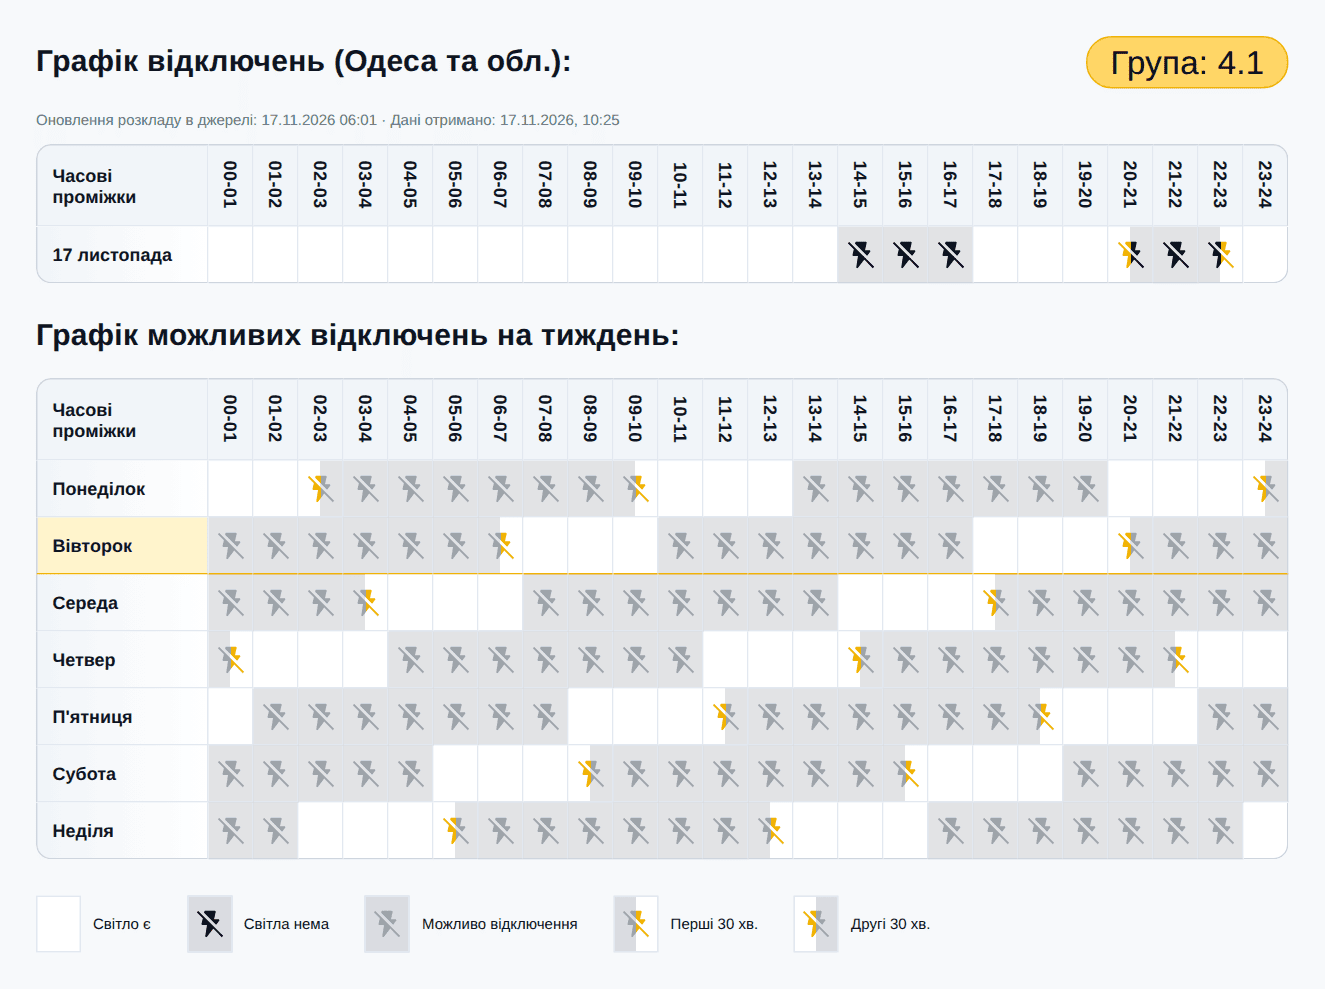 Графік відключень (Одеса та обл.):
Група: 4.1
Оновлення розкладу в джерелі: 17.11.2026 06:01 · Дані отримано: 17.11.2026, 10:25
Часові проміжки 00-01 01-02 02-03 03-04 04-05 05-06 06-07 07-08 08-09 09-10 10-11 11-12 12-13 13-14 14-15 15-16 16-17 17-18 18-19 19-20 20-21 21-22 22-23 23-24
17 листопада
Графік можливих відключень на тиждень:
Часові проміжки 00-01 01-02 02-03 03-04 04-05 05-06 06-07 07-08 08-09 09-10 10-11 11-12 12-13 13-14 14-15 15-16 16-17 17-18 18-19 19-20 20-21 21-22 22-23 23-24
Понеділок
Вівторок
Середа
Четвер
П'ятниця
Субота
Неділя
Світло є Світла нема Можливо відключення Перші 30 хв. Другі 30 хв.